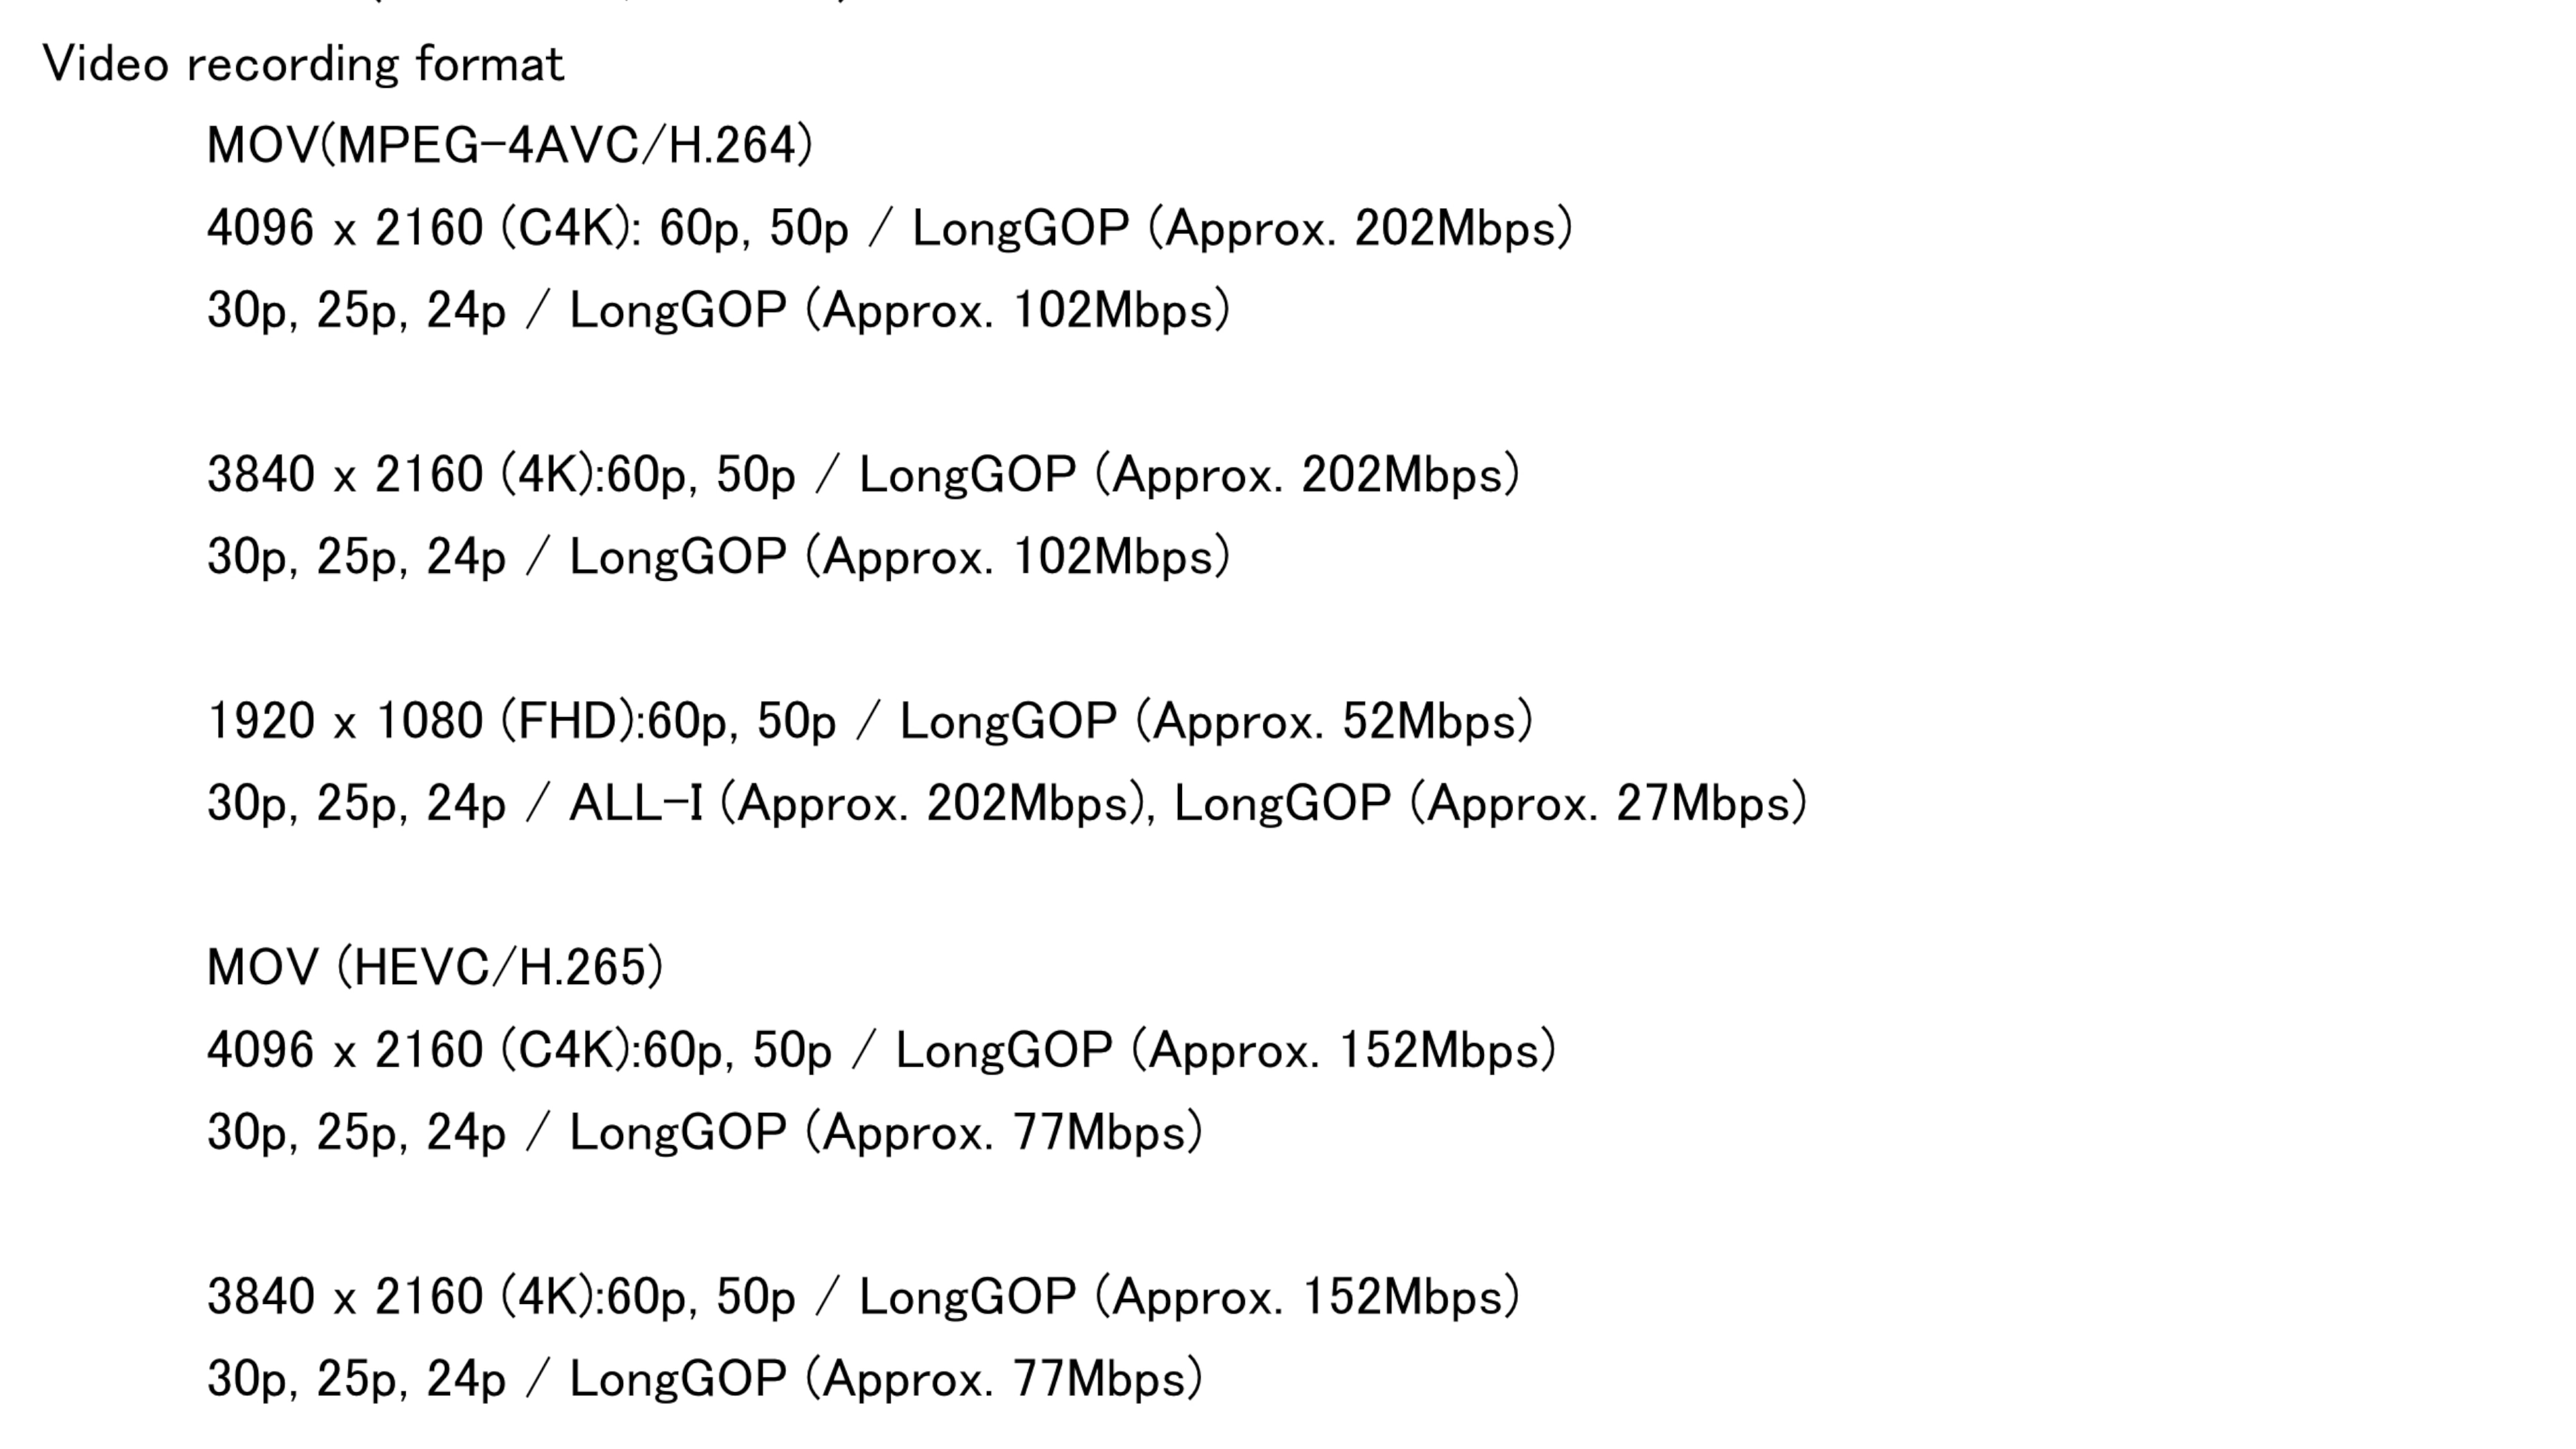 Video recording format
MOV(MPEG-4AVC/H.264)
4096 x 2160 (C4K): 60p, 50p / LongGOP (Approx. 202Mbps)
30p, 25p, 24p / LongGOP (Approx. 102Mbps)
3840 x 2160 (4K):60p, 50p / LongGOP (Approx. 202Mbps)
30p, 25p, 24p / LongGOP (Approx. 102Mbps)
1920 x 1080 (FHD):60p, 50p / LongGOP (Approx. 52Mbps)
30p, 25p, 24p / ALL-I (Approx. 202Mbps), LongGOP (Approx. 27Mbps)
MOV (HEVC/H.265)
4096 x 2160 (C4K):60p, 50p / LongGOP (Approx. 152Mbps)
30p, 25p, 24p / LongGOP (Approx. 77Mbps)
3840 x 2160 (4K):60p, 50p / LongGOP (Approx. 152Mbps)
30p, 25p, 24p / LongGOP (Approx. 77Mbps)